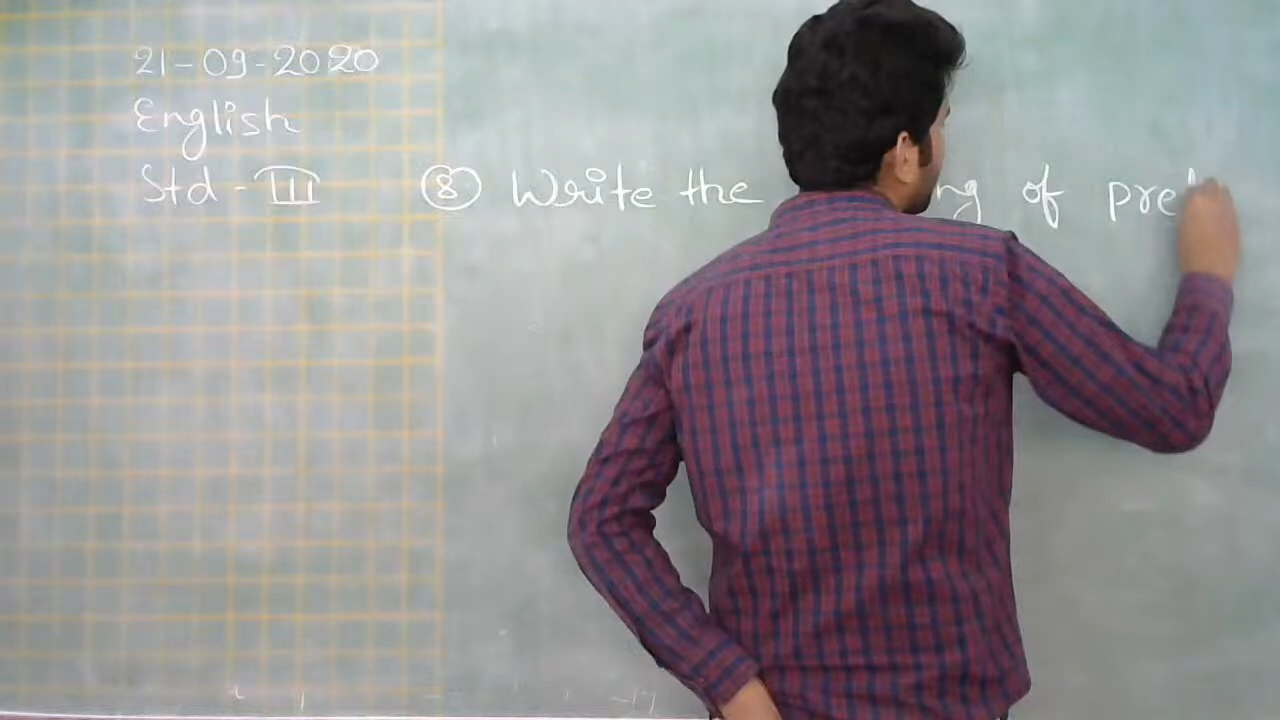 21-09-2020
English
Std - III
⑧ Write the ng of pre